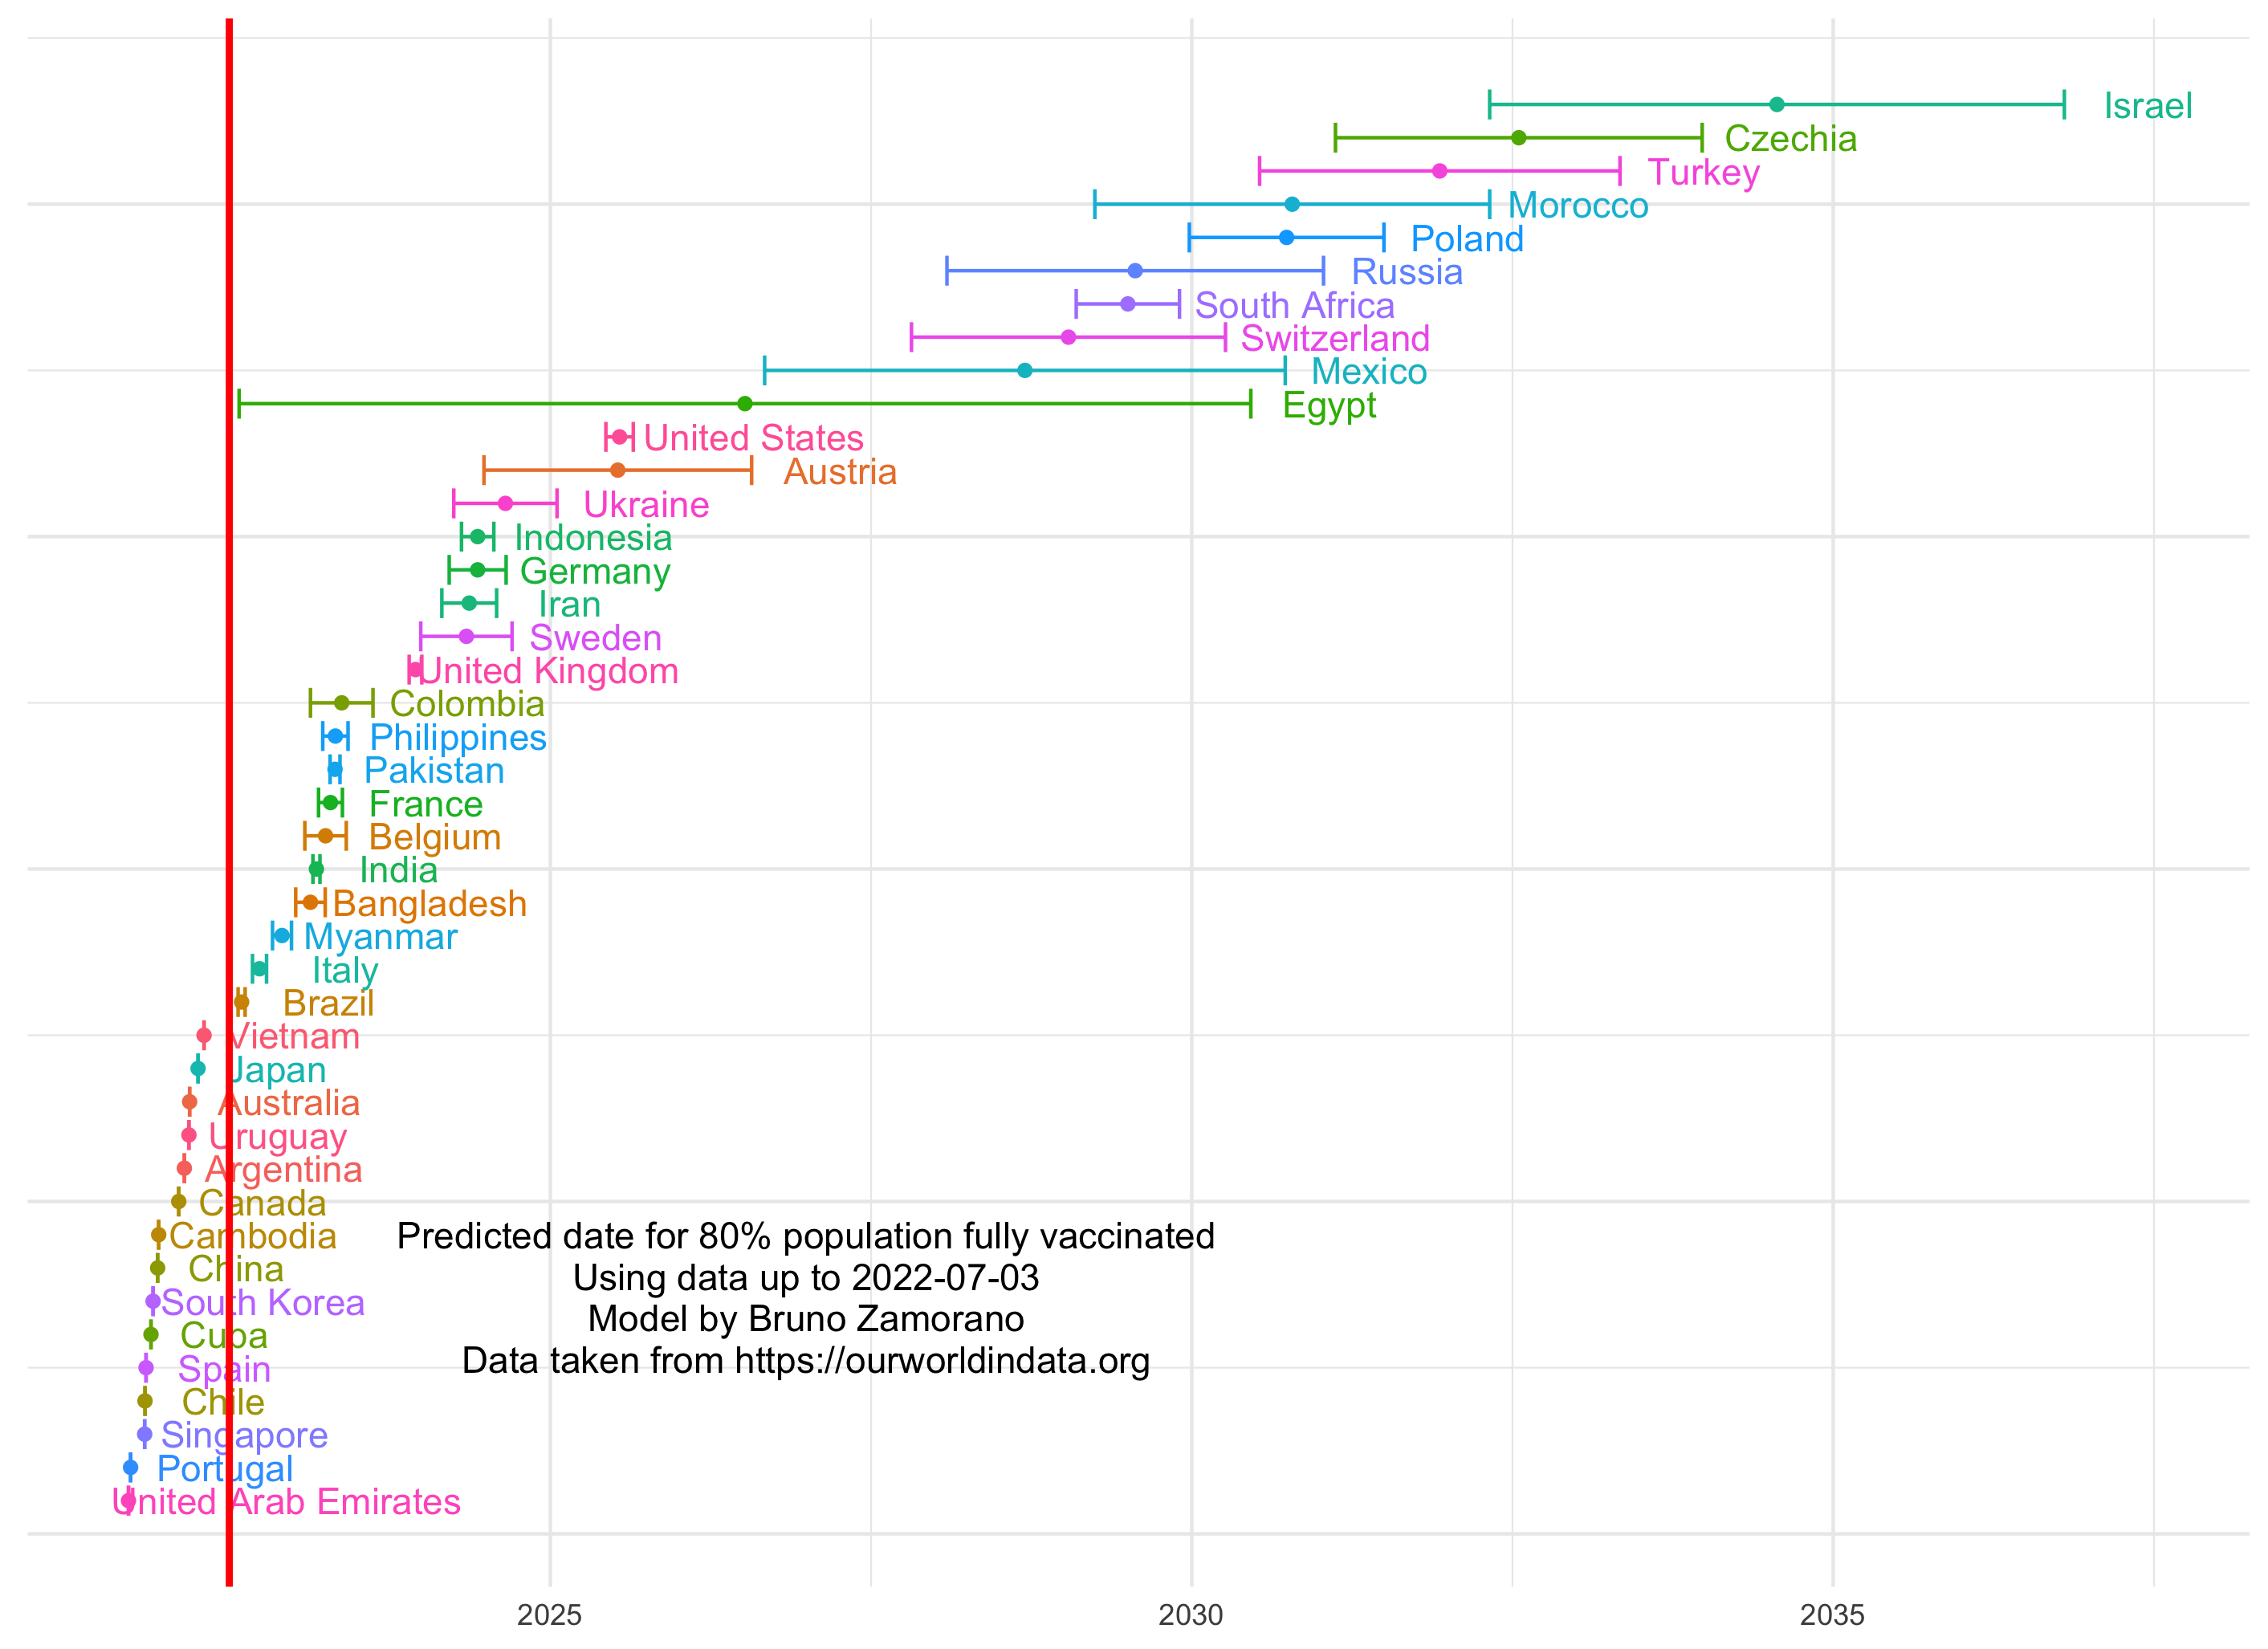 Israel
Czechia
Turkey
Morocco
Poland
Russia
South Africa
Switzerland
Mexico
Egypt
United States
Austria
Ukraine
Indonesia
Germany
Iran
Sweden
United Kingdom
Colombia
Philippines
Pakistan
France
Belgium
India
Bangladesh
Myanmar
Italy
Brazil
Vietnam
Japan
Australia
Uruguay
Argentina
Canada
Cambodia
China
South Korea
Cuba
Spain
Chile
Singapore
Portugal
United Arab Emirates
Predicted date for 80% population fully vaccinated
Using data up to 2022-07-03
Model by Bruno Zamorano
Data taken from https://ourworldindata.org
2025
2030
2035